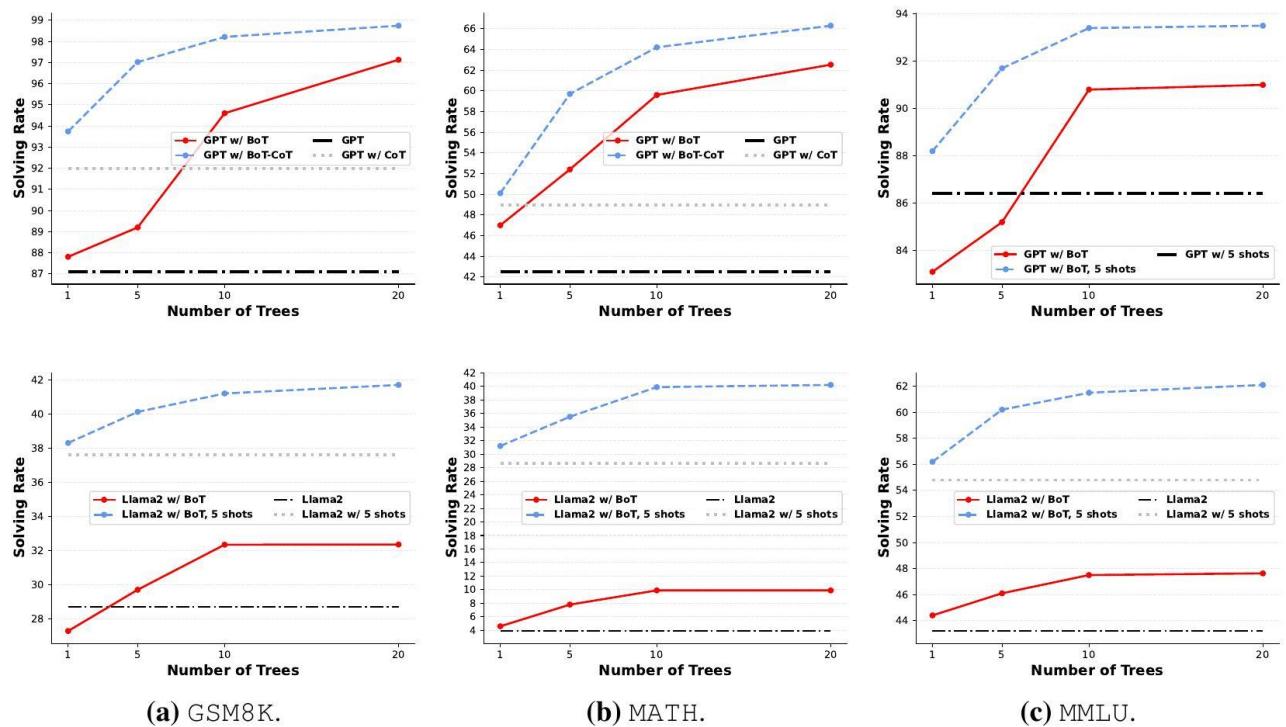 99
98
97
96
95
94
93
92
91
90
89
88
87
Solving Rate
GPT w/ BoT
GPT w/ BoT-CoT
GPT
GPT w/ CoT
1 5 10 20
Number of Trees
66
64
62
60
58
56
54
52
50
48
46
44
42
Solving Rate
GPT w/ BoT
GPT w/ BoT-CoT
GPT
GPT w/ CoT
1 5 10 20
Number of Trees
94
92
90
88
86
84
Solving Rate
GPT w/ BoT
GPT w/ BoT, 5 shots
GPT w/ 5 shots
1 5 10 20
Number of Trees
42
40
38
36
34
32
30
28
Solving Rate
Llama2 w/ BoT
Llama2 w/ BoT, 5 shots
Llama2
Llama2 w/ 5 shots
1 5 10 20
Number of Trees
42
40
38
36
34
32
30
28
26
24
22
20
18
16
14
12
10
8
6
4
Solving Rate
Llama2 w/ BoT
Llama2 w/ BoT, 5 shots
Llama2
Llama2 w/ 5 shots
1 5 10 20
Number of Trees
62
60
58
56
54
52
50
48
46
44
Solving Rate
Llama2 w/ BoT
Llama2 w/ BoT, 5 shots
Llama2
Llama2 w/ 5 shots
1 5 10 20
Number of Trees
(a) GSM8K.
(b) MATH.
(c) MMLU.